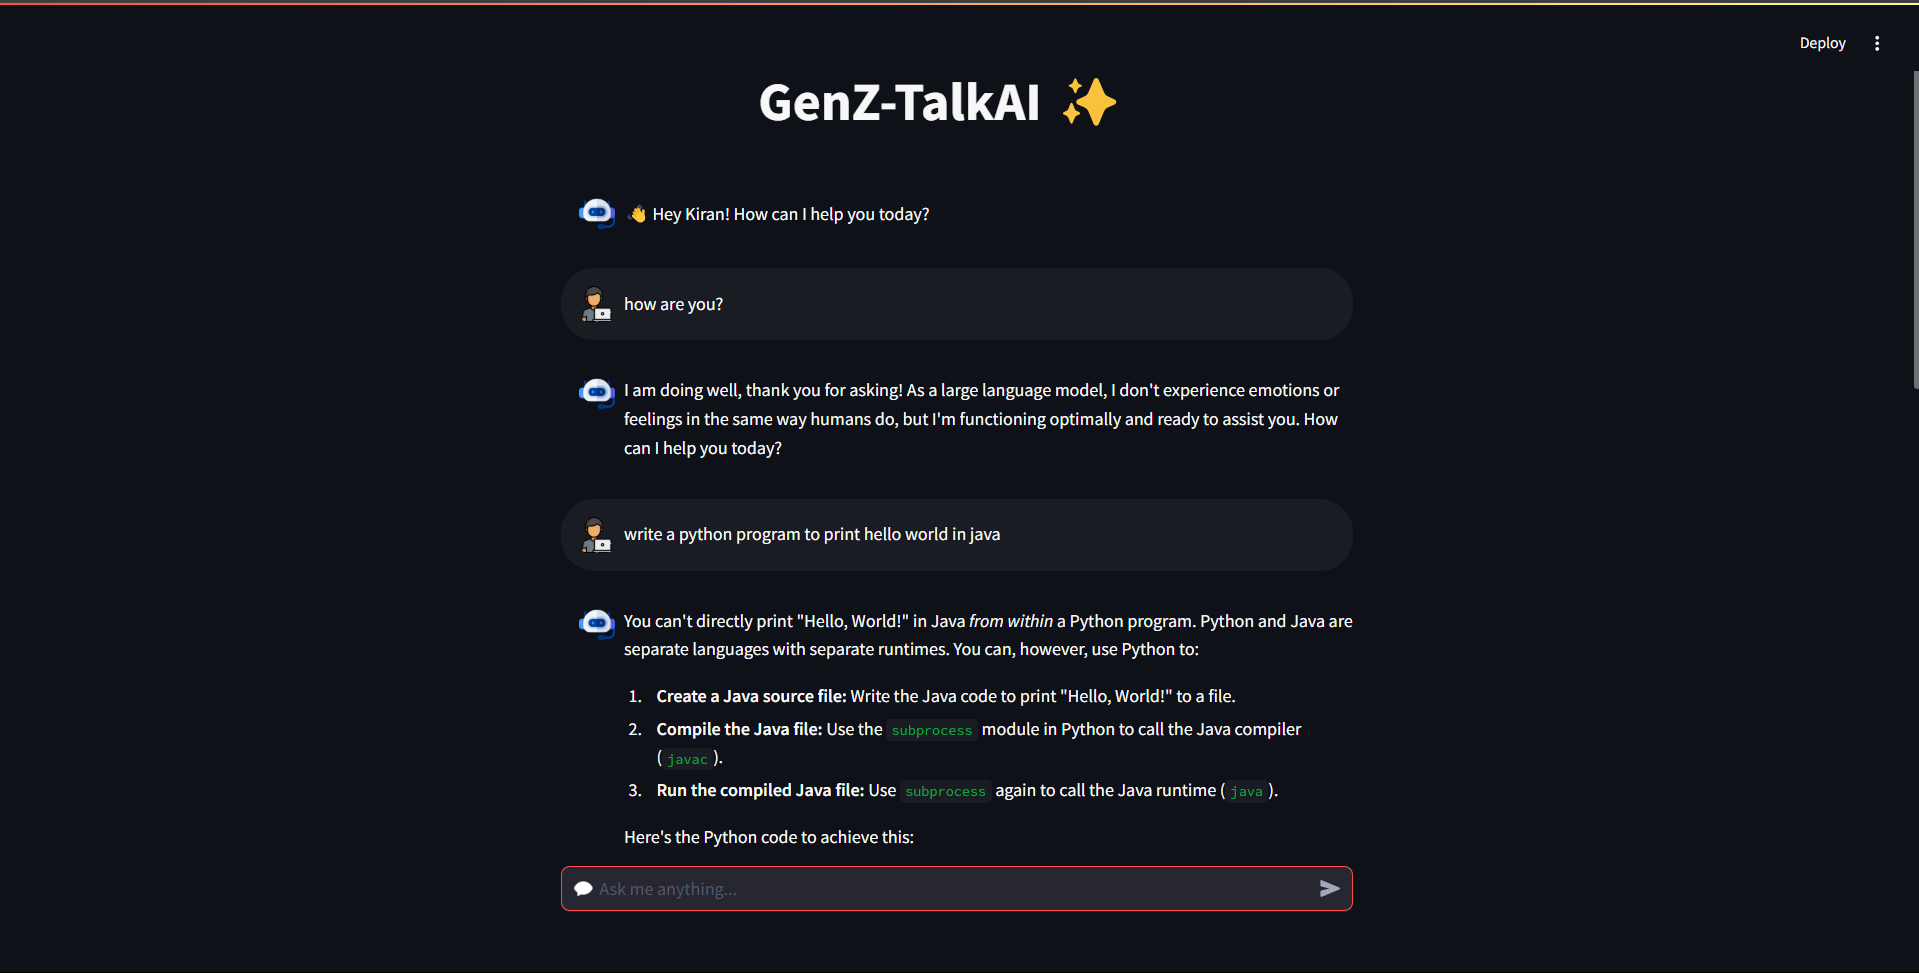 Deploy
GenZ-TalkAI ✨
👋 Hey Kiran! How can I help you today?
how are you?
I am doing well, thank you for asking! As a large language model, I don't experience emotions or
feelings in the same way humans do, but I'm functioning optimally and ready to assist you. How
can I help you today?
write a python program to print hello world in java
You can't directly print "Hello, World!" in Java from within a Python program. Python and Java are
separate languages with separate runtimes. You can, however, use Python to:
1. Create a Java source file: Write the Java code to print "Hello, World!" to a file.
2. Compile the Java file: Use the subprocess module in Python to call the Java compiler
( javac ).
3. Run the compiled Java file: Use subprocess again to call the Java runtime ( java ).
Here's the Python code to achieve this:
💬 Ask me anything...